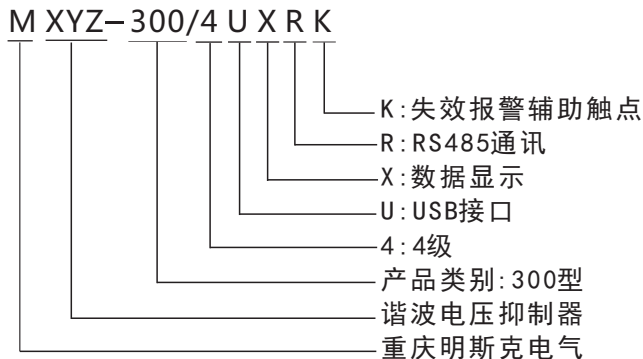 MXYZ-300/4UXRK
K:失效报警辅助触点
R:RS485通讯
X:数据显示
U:USB接口
4:4级
产品类别:300型
谐波电压抑制器
重庆明斯克电气